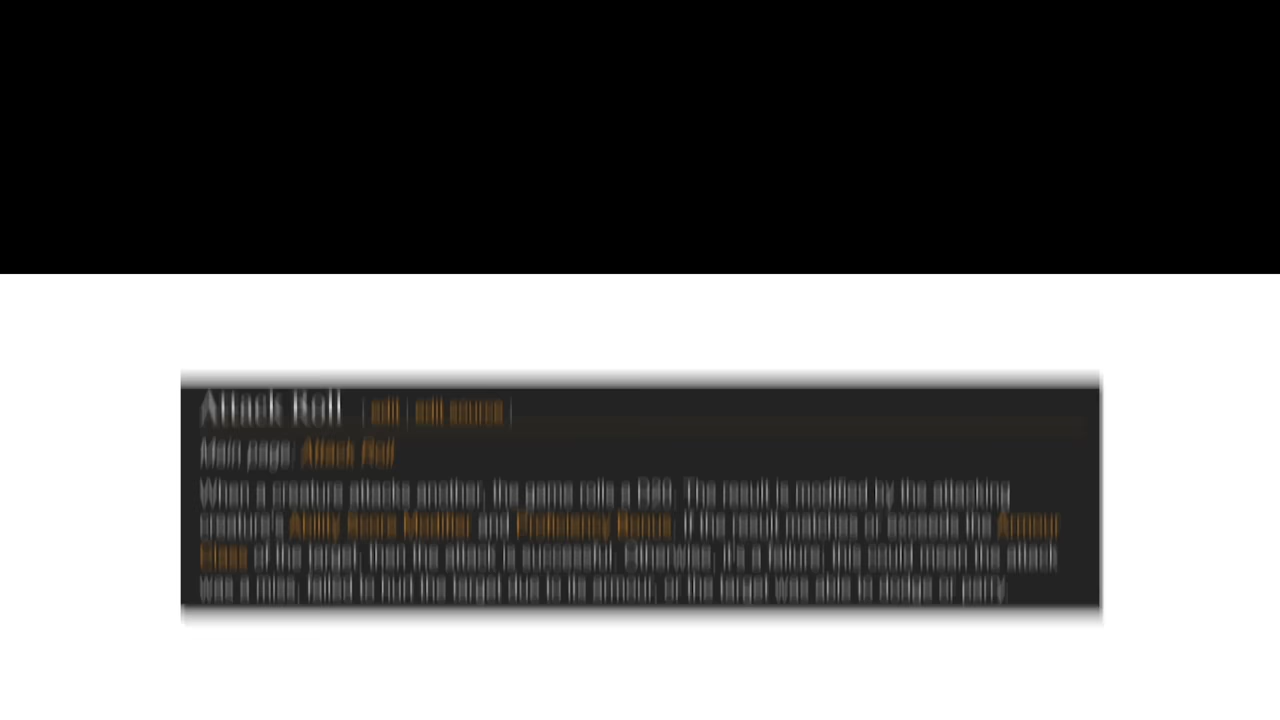 Attack Roll | edit | edit source |
Main page: Attack Roll
When a creature attacks another, the game rolls a The result is modified by the attacking
creature's Ability Score Modifier and Proficiency Bonus. If the result matches or exceeds the Armour
Class of the target, then the attack is successful. Otherwise, it's a failure; this could mean the attack
was a miss, failed to hurt the target due to its armour, or the target was able to dodge or parry.